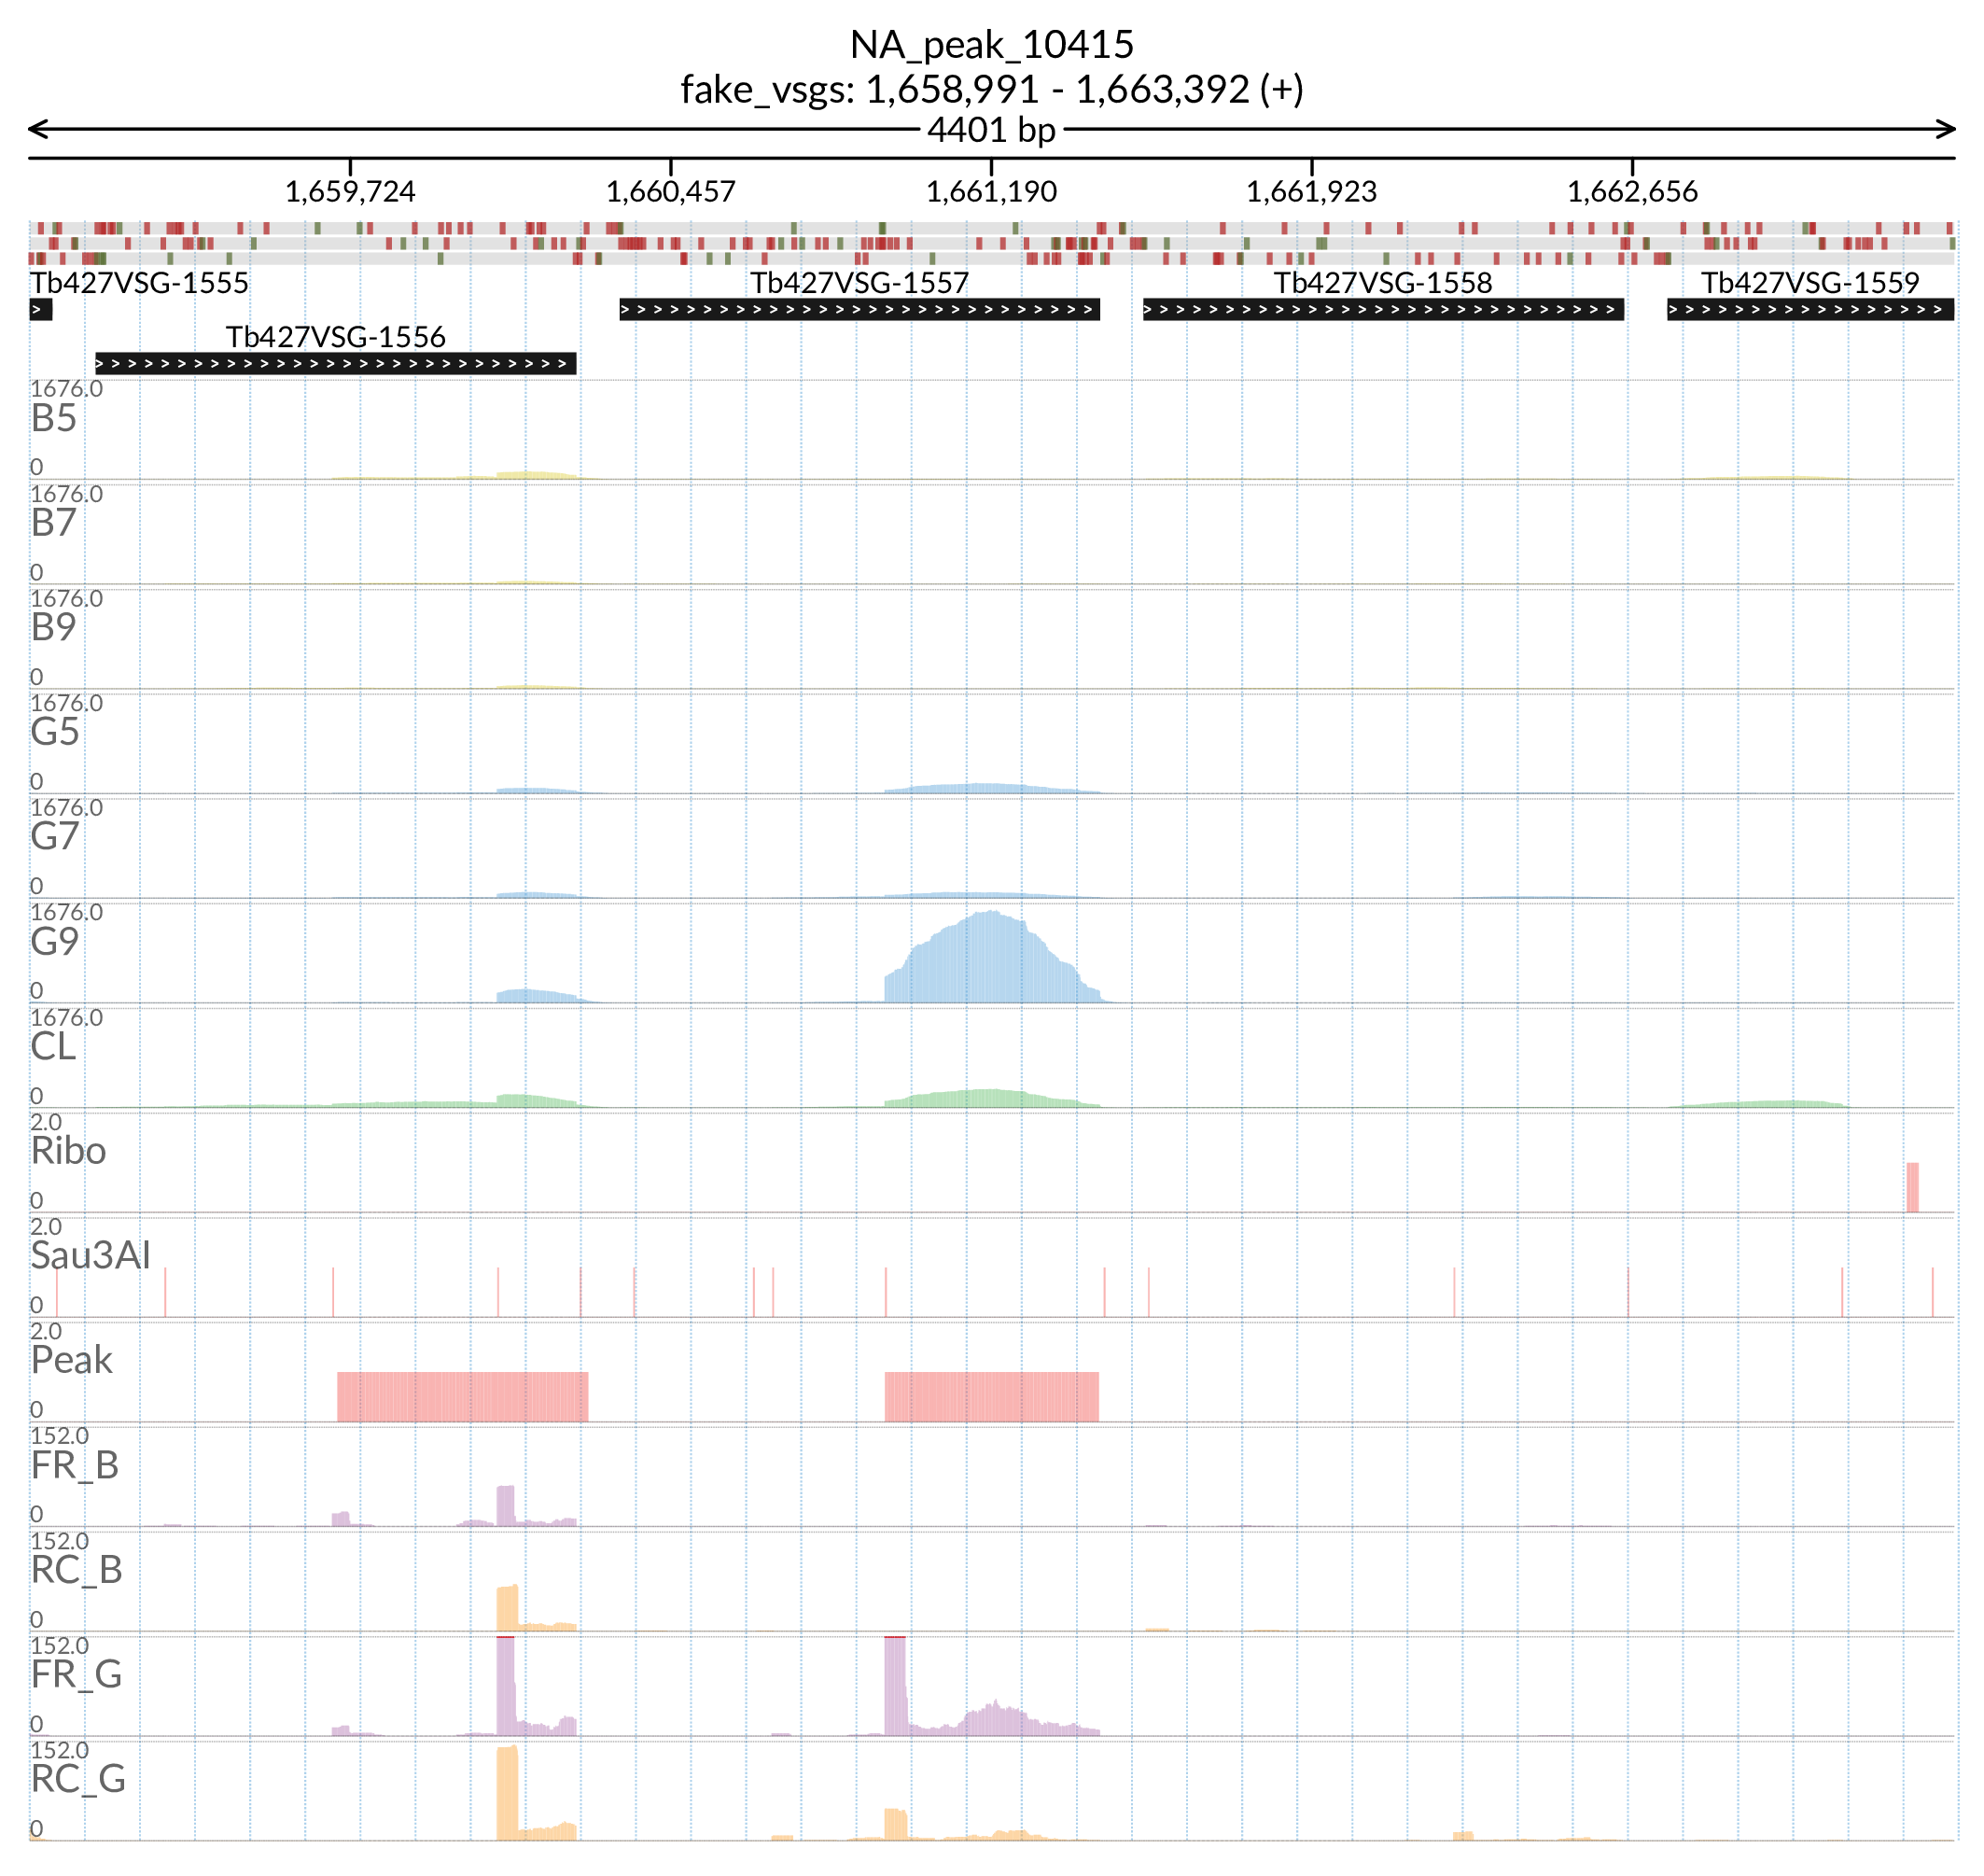 NA_peak_10415
fake_vsgs: 1,658,991 - 1,663,392 (+)
4401 bp
1,659,724 1,660,457 1,661,190 1,661,923 1,662,656
Tb427VSG-1555 Tb427VSG-1557 Tb427VSG-1558 Tb427VSG-1559
Tb427VSG-1556
1676.0
B5
0
1676.0
B7
0
1676.0
B9
0
1676.0
G5
0
1676.0
G7
0
1676.0
G9
0
1676.0
CL
0
2.0
Ribo
0
2.0
Sau3AI
0
2.0
Peak
0
152.0
FR_B
0
152.0
RC_B
0
152.0
FR_G
0
152.0
RC_G
0